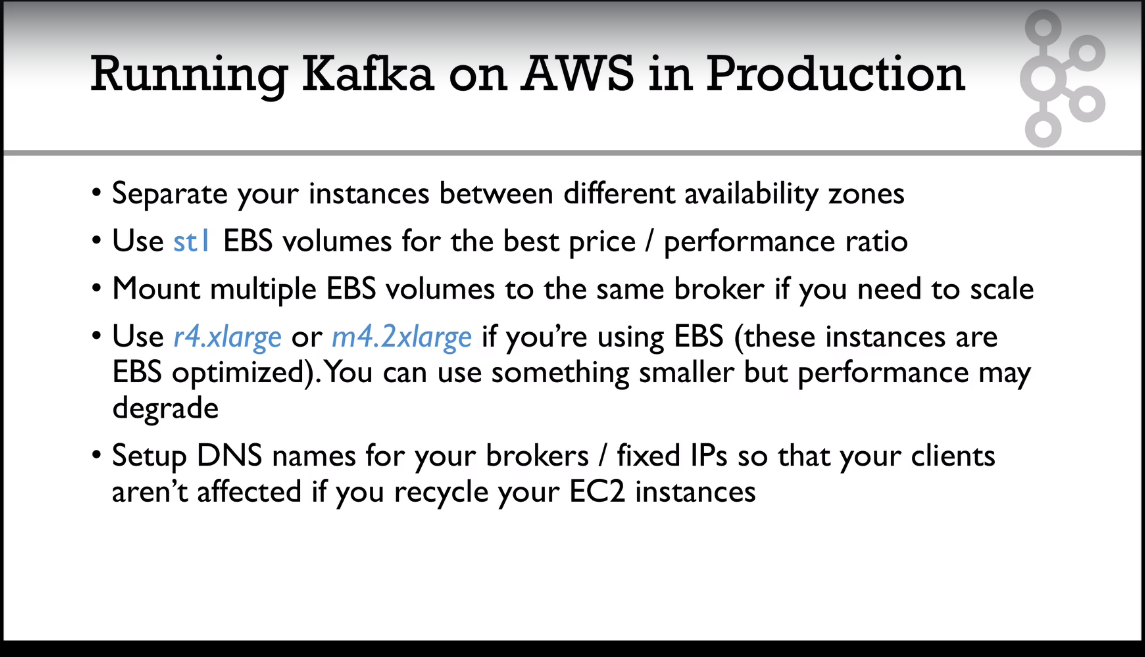 Running Kafka on AWS in Production
• Separate your instances between different availability zones
• Use st1 EBS volumes for the best price / performance ratio
• Mount multiple EBS volumes to the same broker if you need to scale
• Use r4.xlarge or m4.2xlarge if you're using EBS (these instances are
EBS optimized). You can use something smaller but performance may
degrade
• Setup DNS names for your brokers / fixed IPs so that your clients
aren't affected if you recycle your EC2 instances